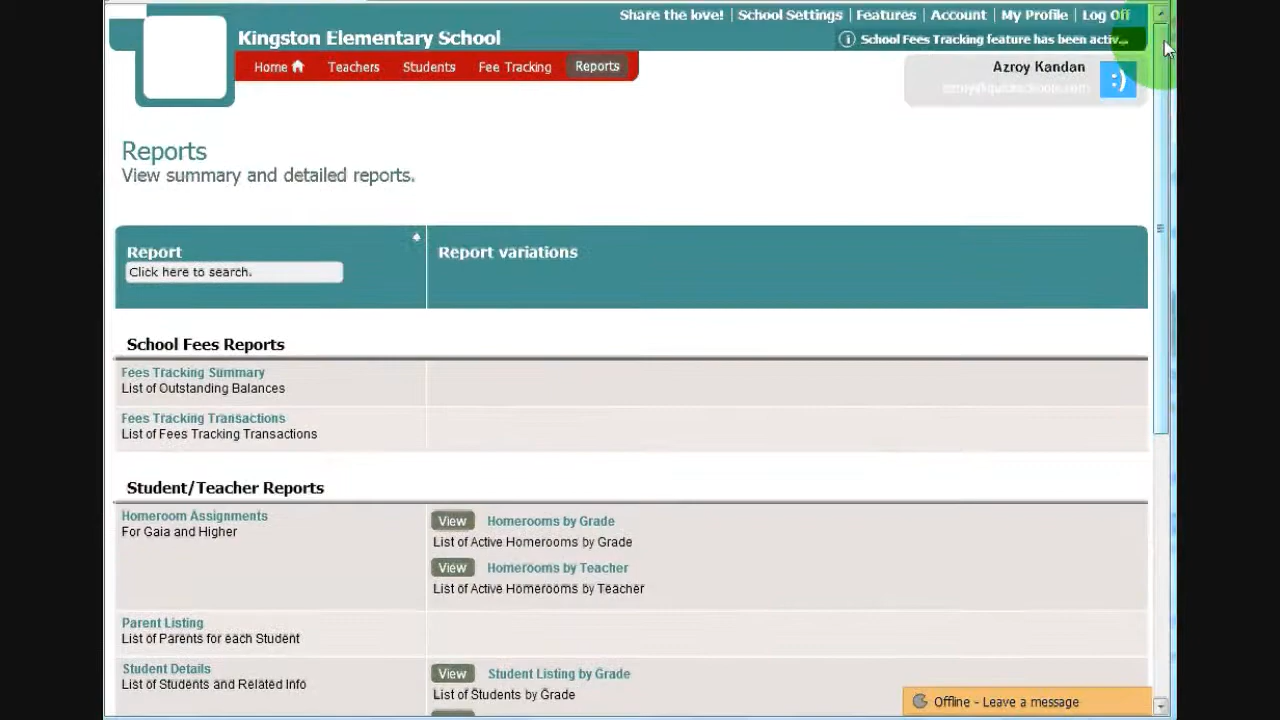 Share the love! School Settings Features Account My Profile Log Off
Kingston Elementary School
School Fees Tracking feature has been activ...
Home Teachers Students Fee Tracking Reports
Azroy Kandan
:)
Reports
View summary and detailed reports.
Report
Report variations
Click here to search.
School Fees Reports
Fees Tracking Summary
List of Outstanding Balances
Fees Tracking Transactions
List of Fees Tracking Transactions
Student/Teacher Reports
Homeroom Assignments
For Gaia and Higher
View Homerooms by Grade
List of Active Homerooms by Grade
View Homerooms by Teacher
List of Active Homerooms by Teacher
Parent Listing
List of Parents for each Student
Student Details
List of Students and Related Info
View Student Listing by Grade
List of Students by Grade
Offline - Leave a message